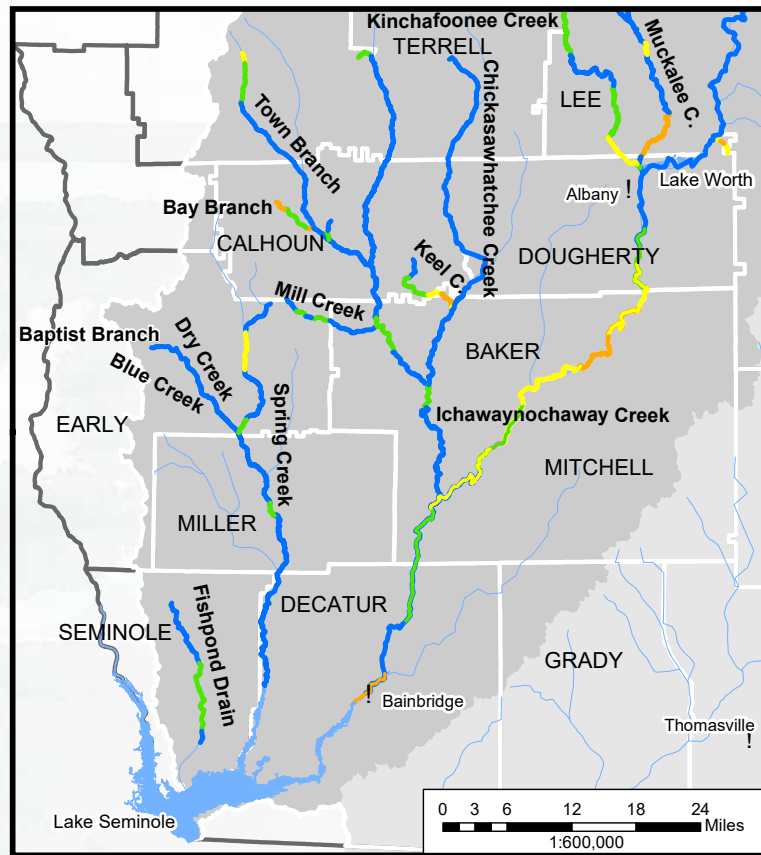 Kinchafoonee Creek
TERRELL
Muckalee C.
LEE
Chickasawhatchee Creek
Town Branch
Lake Worth
Albany !
Bay Branch
CALHOUN
DOUGHERTY
Keel C.
Mill Creek
Baptist Branch
Dry Creek
BAKER
Blue Creek
Spring Creek
EARLY
Ichawaynochaway Creek
MITCHELL
MILLER
Fishpond Drain
DECATUR
SEMINOLE
GRADY
! Bainbridge
Thomasville !
Lake Seminole
0 3 6 12 18 24
Miles
1:600,000